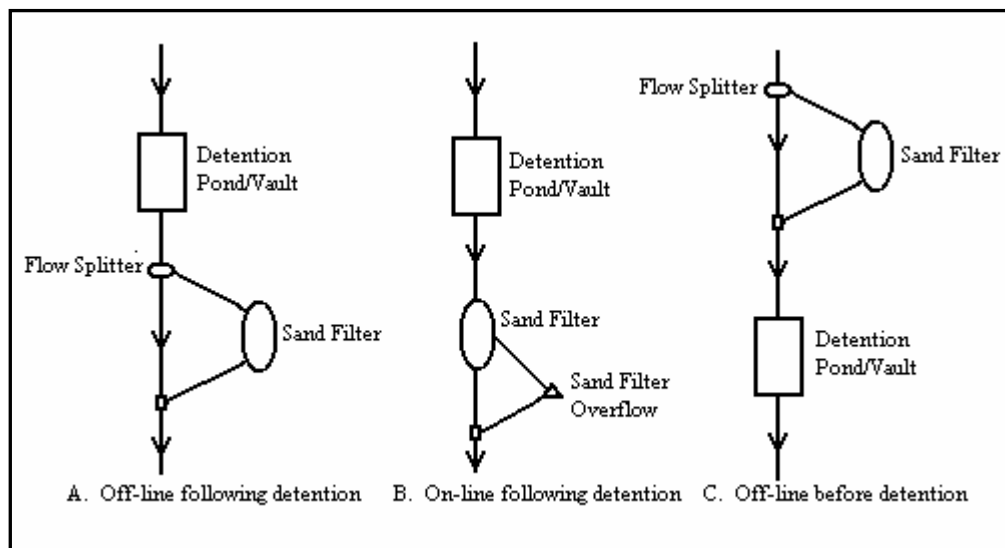 Detention
Pond/Vault
Flow Splitter
Sand Filter
A. Off-line following detention
Detention
Pond/Vault
Sand Filter
Sand Filter
Overflow
B. On-line following detention
Flow Splitter
Sand Filter
Detention
Pond/Vault
C. Off-line before detention